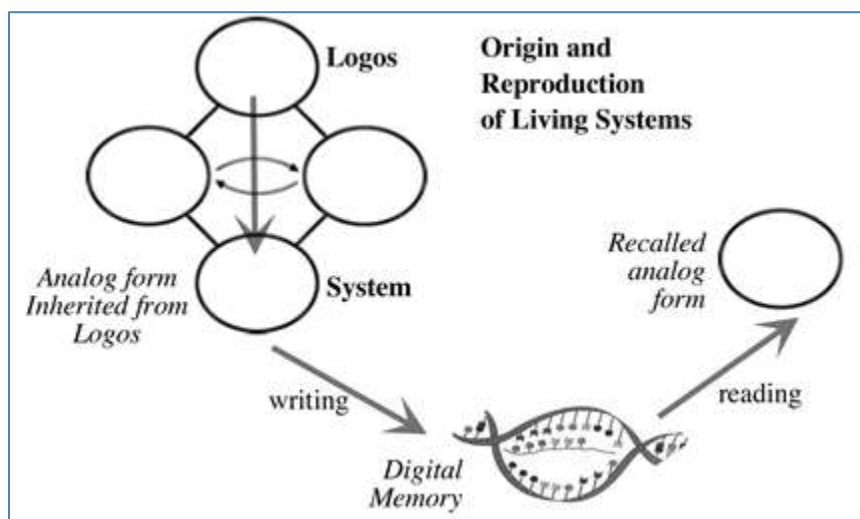 Logos
Origin and
Reproduction
of Living Systems
Analog form
Inherited from
Logos
System
Recalled
analog
form
writing
reading
Digital
Memory